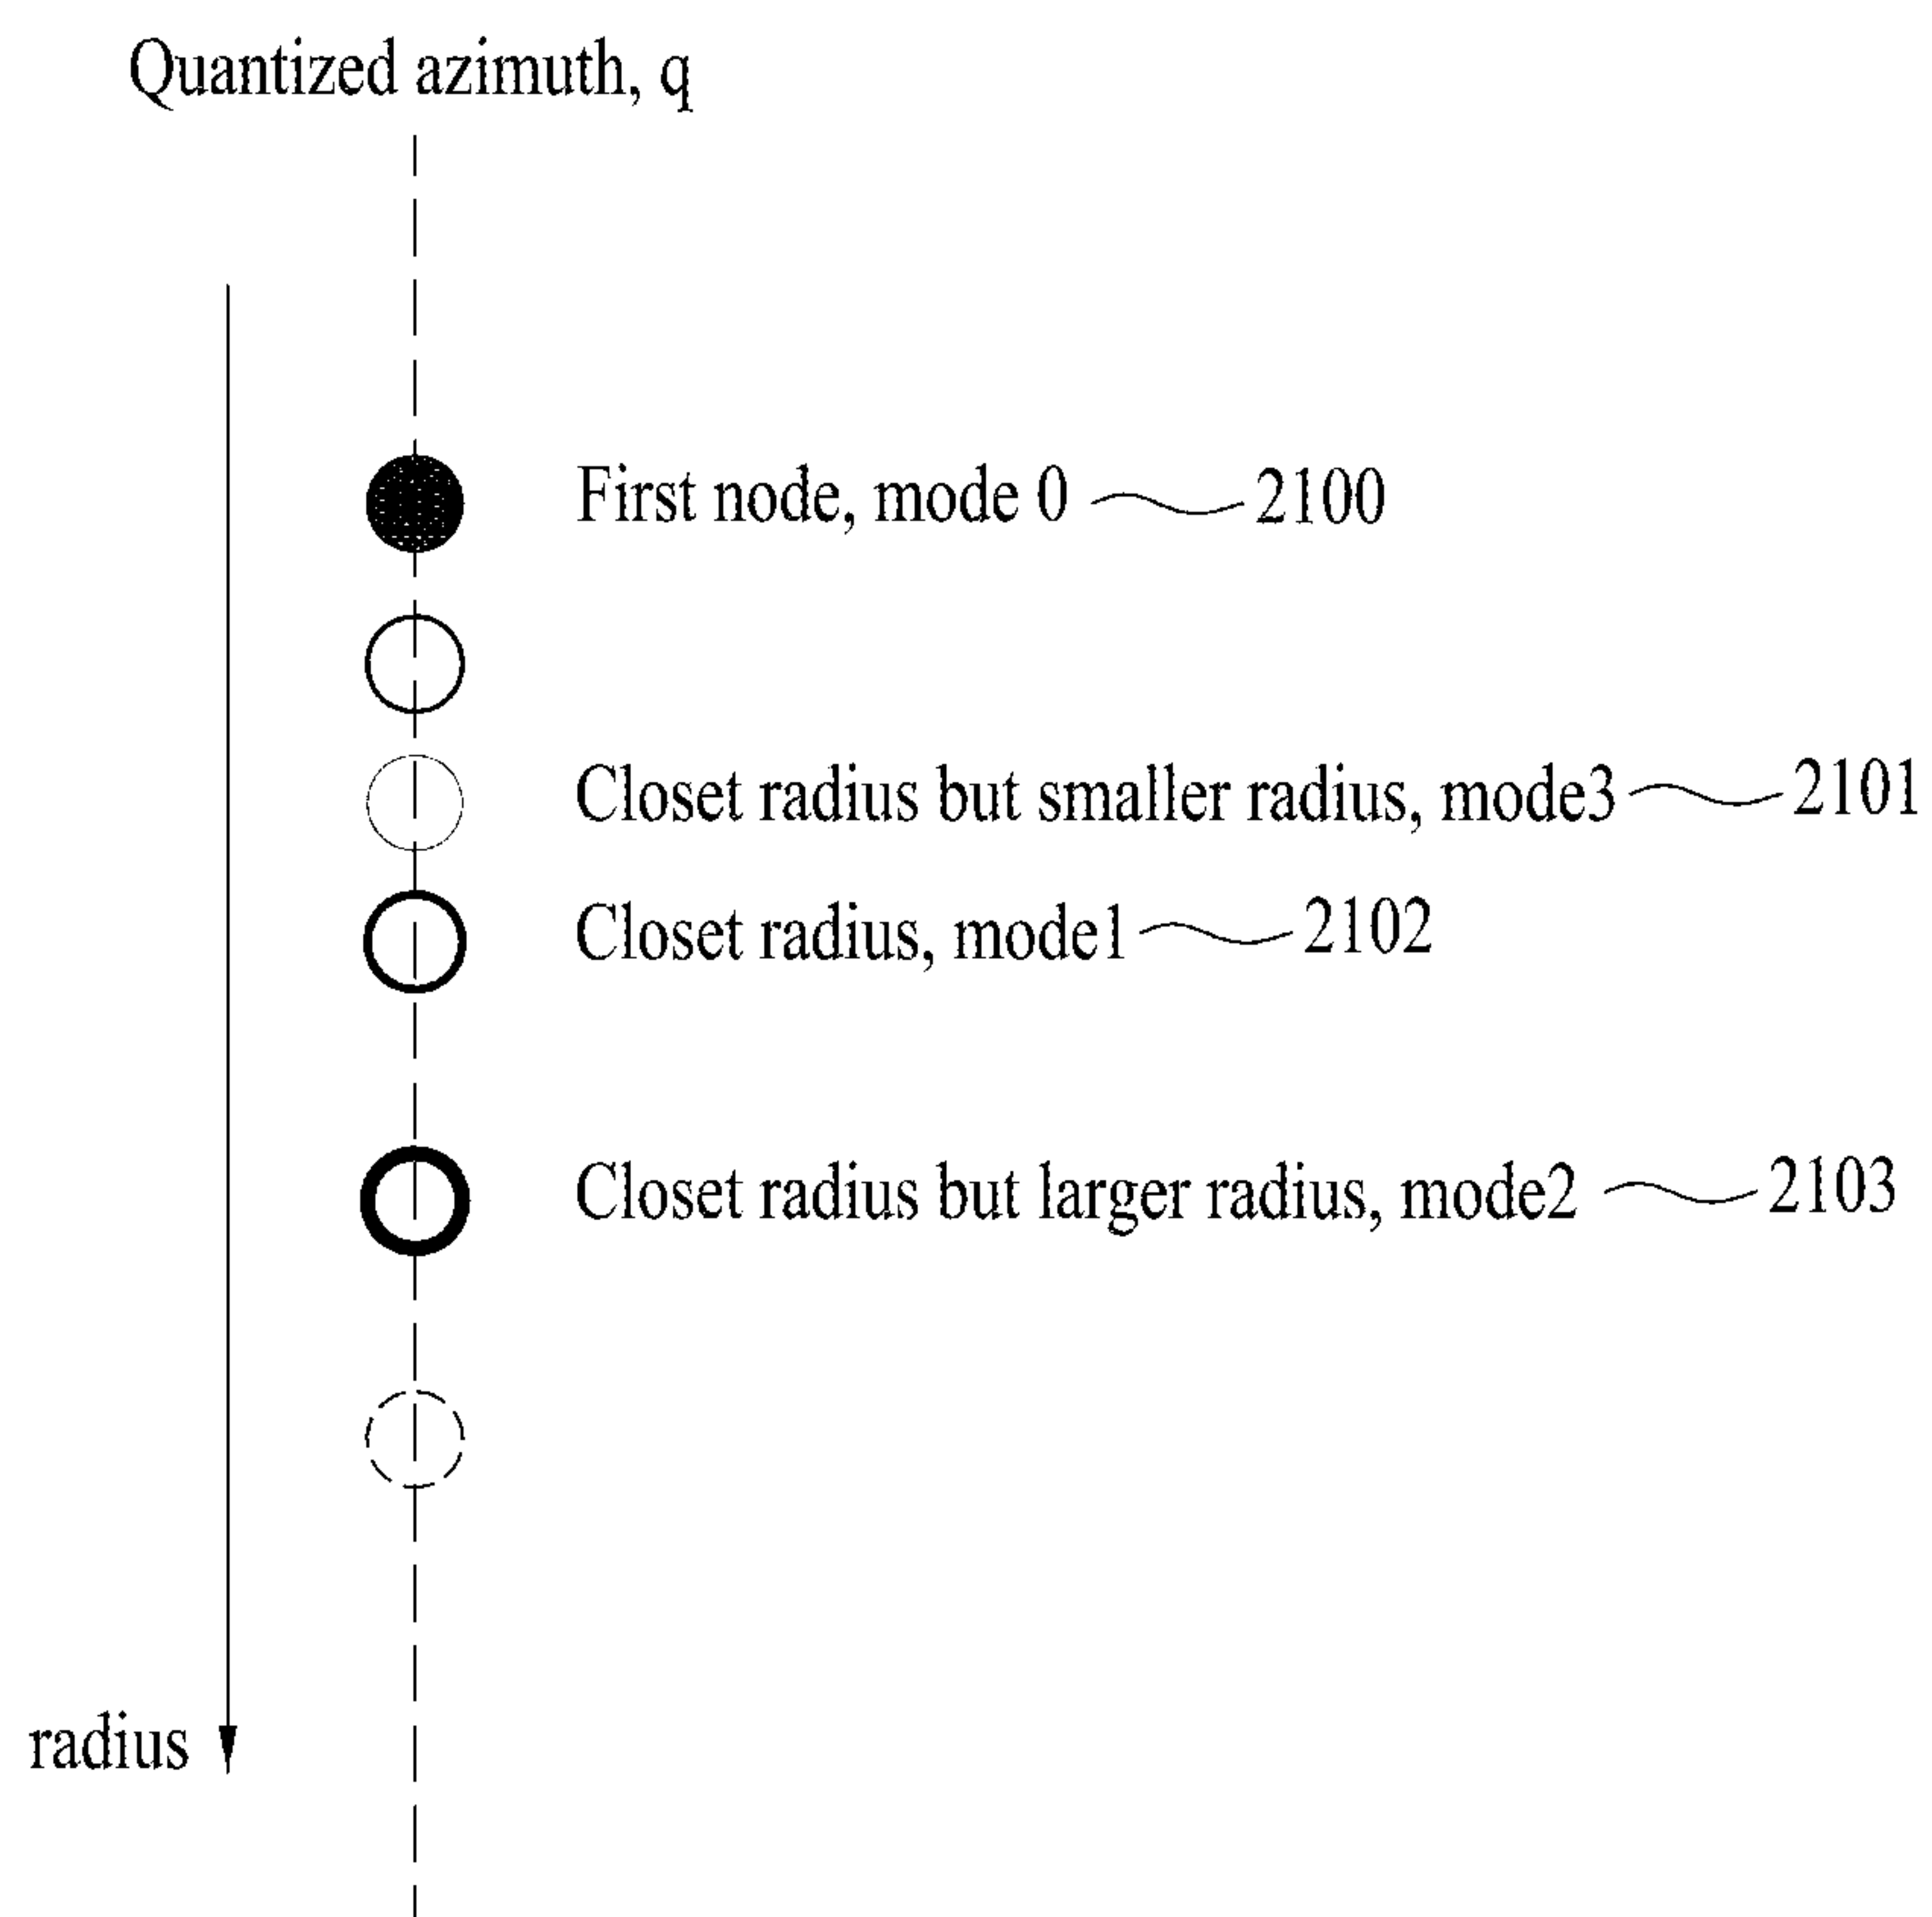 Quantized azimuth, q
First node, mode 0 2100
Closet radius but smaller radius, mode3 2101
Closet radius, mode1 2102
Closet radius but larger radius, mode2 2103
radius